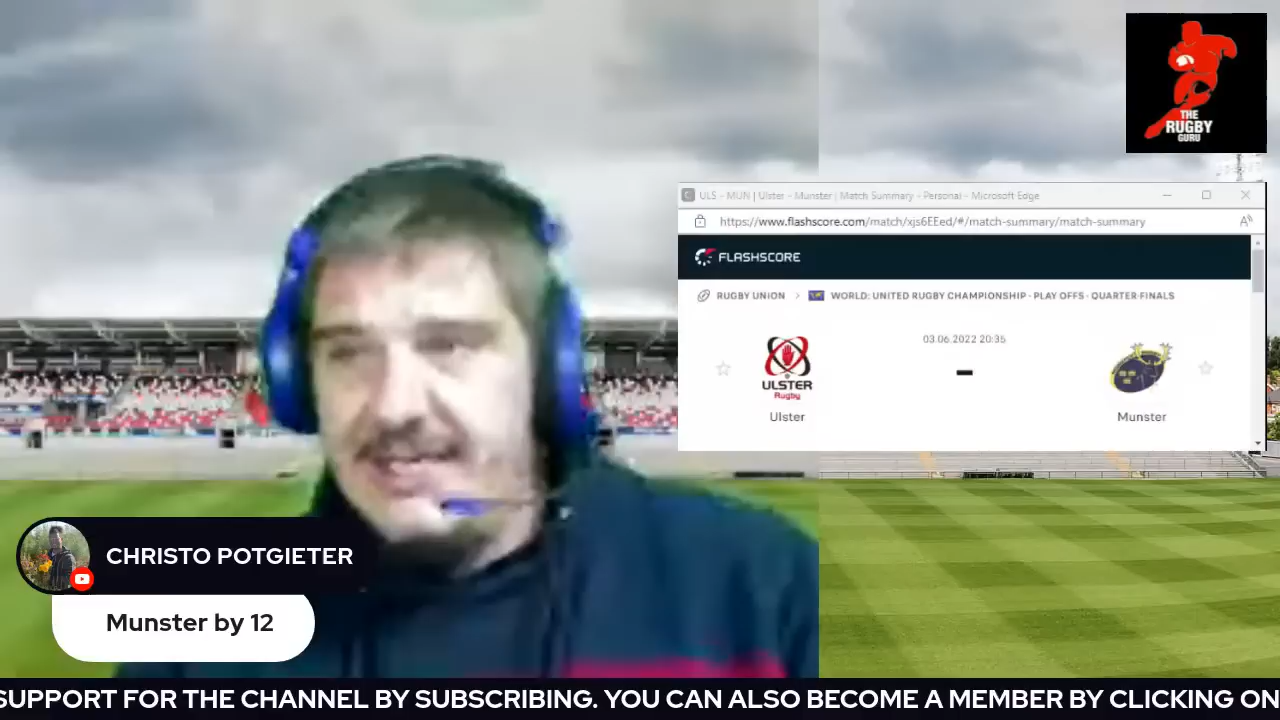 THE
RUGBY
GURU
ULS - MUN | Ulster - Munster | Match Summary - Personal - Microsoft Edge
https://www.flashscore.com/match/xjs6EEed/#/match-summary/match-summary
FLASHSCORE
RUGBY UNION > WORLD: UNITED RUGBY CHAMPIONSHIP - PLAY OFFS - QUARTER-FINALS
03.06.2022 20:35
-
ULSTER
Rugby
Ulster
Munster
CHRISTO POTGIETER
Munster by 12
SUPPORT FOR THE CHANNEL BY SUBSCRIBING. YOU CAN ALSO BECOME A MEMBER BY CLICKING ON